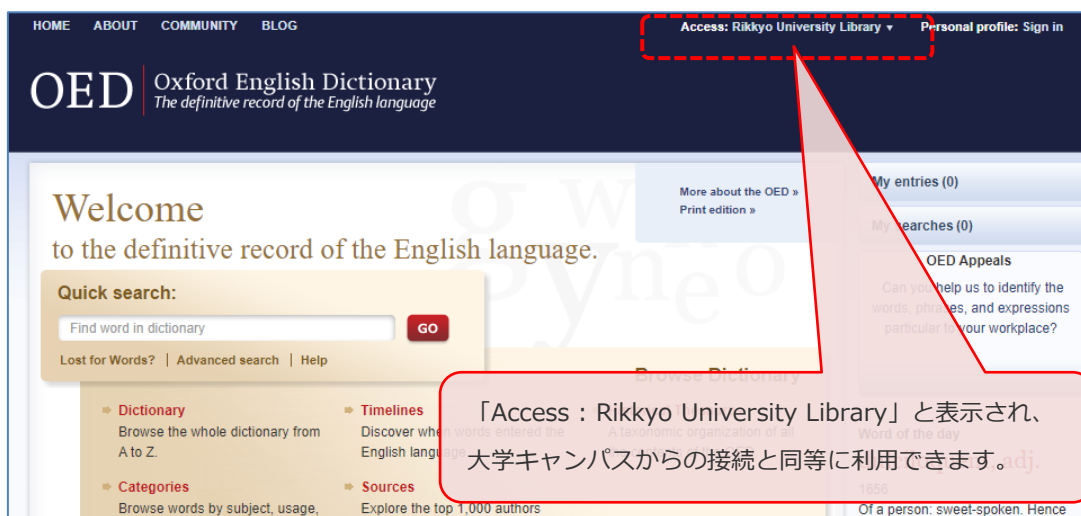 HOME ABOUT COMMUNITY BLOG
Access: Rikkyo University Library ▾ Personal profile: Sign in
OED Oxford English Dictionary
The definitive record of the English language
Welcome
to the definitive record of the English language.
More about the OED »
Print edition »
My entries (0)
My searches (0)
OED Appeals
Can you help us to identify the
words, phrases, and expressions
particular to your workplace?
Quick search:
Find word in dictionary
GO
Lost for Words? | Advanced search | Help
Browse Dictionary
Dictionary
Browse the whole dictionary from
A to Z.
Timelines
Discover when words entered the
English language
A taxonomic organization of all
Categories
Browse words by subject, usage,
Sources
Explore the top 1,000 authors
「Access:Rikkyo University Library」と表示され、
大学キャンパスからの接続と同等に利用できます。
Word of the day
adj.
1656
Of a person: sweet-spoken. Hence